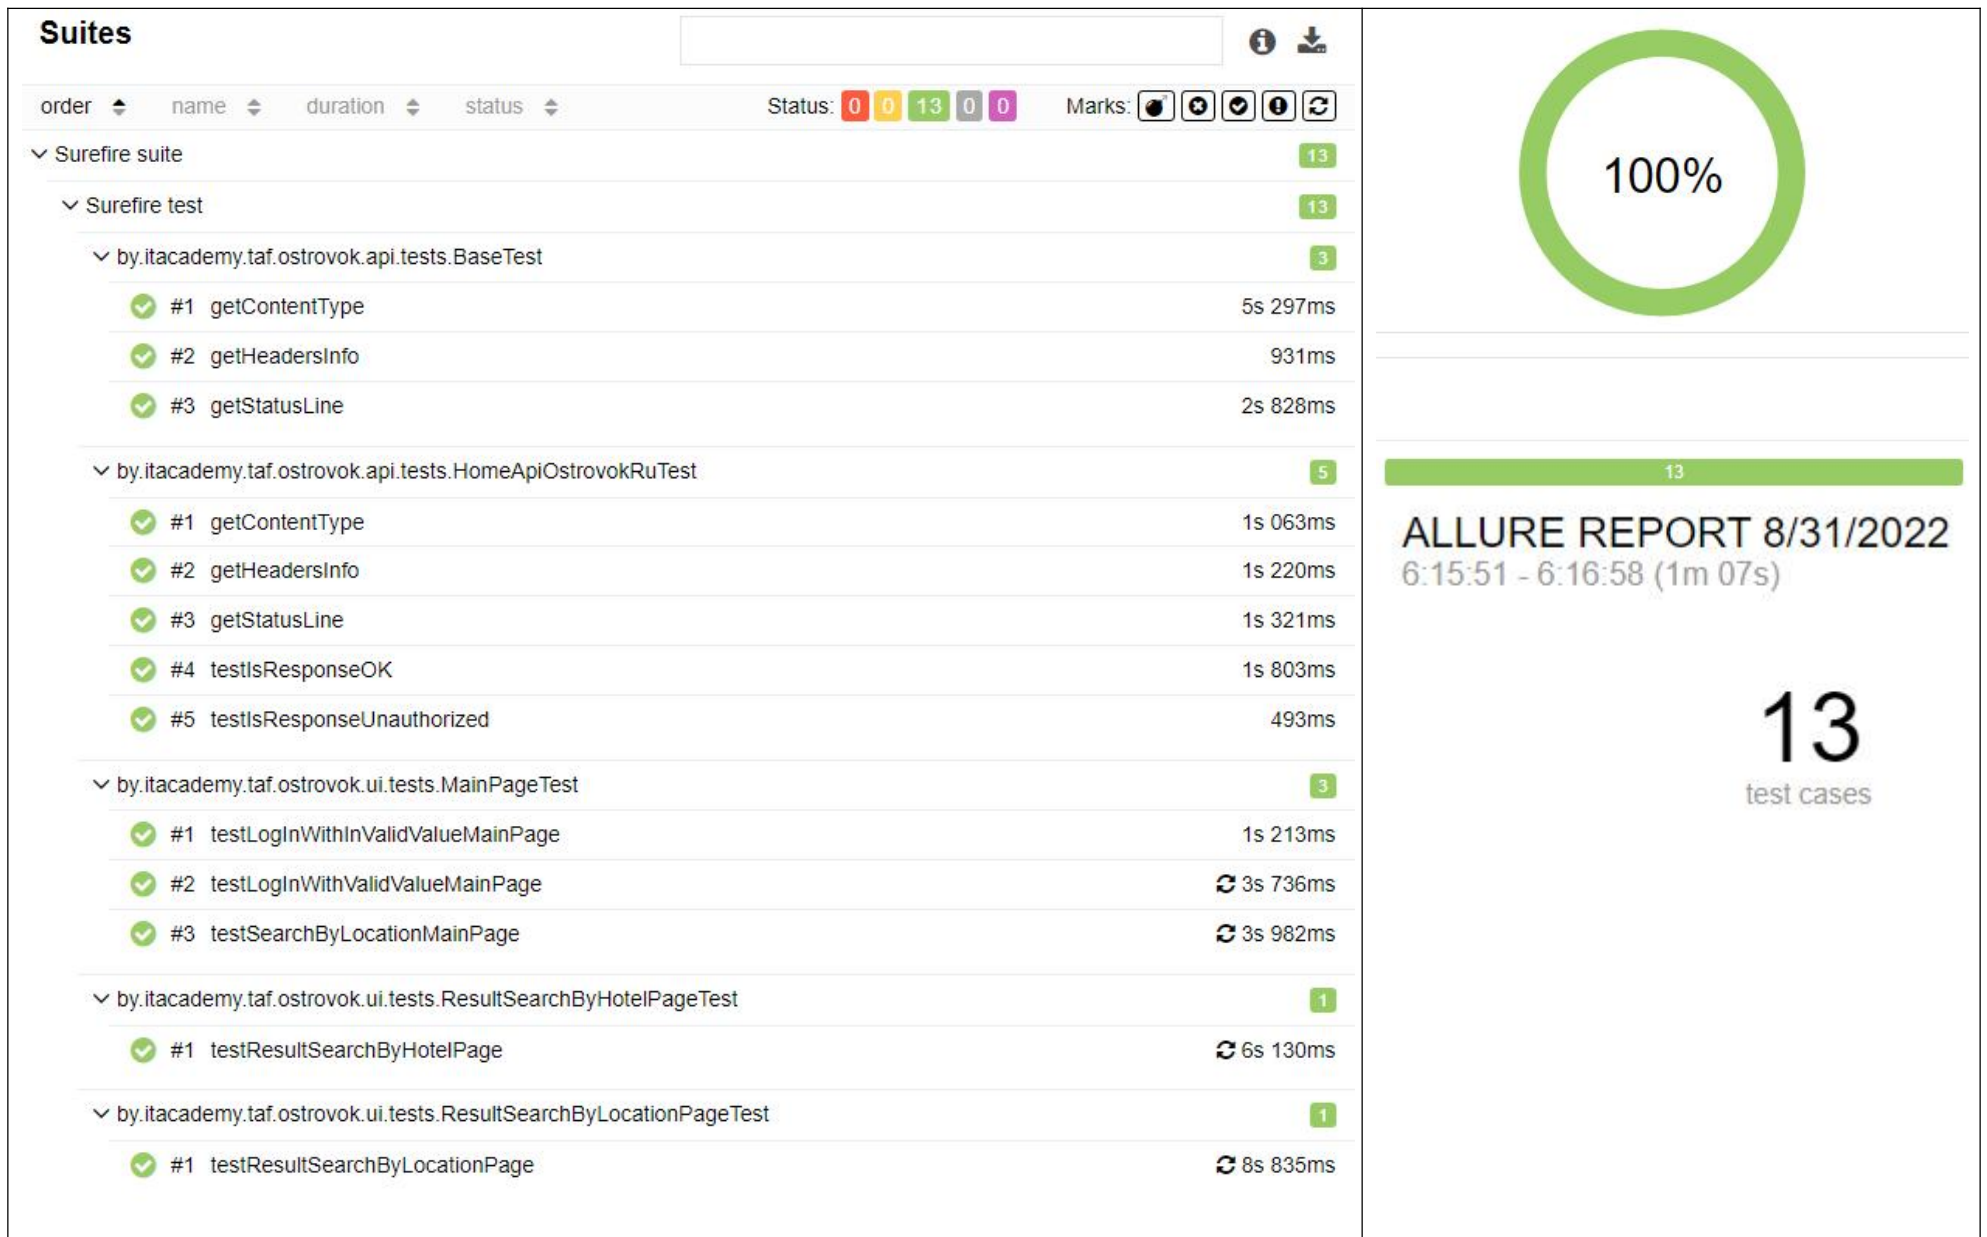 Suites
order name duration status Status: 0 0 13 0 0 Marks:
Surefire suite 13
Surefire test 13
by.itacademy.taf.ostrovok.api.tests.BaseTest 3
#1 getContentType 5s 297ms
#2 getHeadersInfo 931ms
#3 getStatusLine 2s 828ms
by.itacademy.taf.ostrovok.api.tests.HomeApiOstrovokRuTest 5
#1 getContentType 1s 063ms
#2 getHeadersInfo 1s 220ms
#3 getStatusLine 1s 321ms
#4 testIsResponseOK 1s 803ms
#5 testIsResponseUnauthorized 493ms
by.itacademy.taf.ostrovok.ui.tests.MainPageTest 3
#1 testLogInWithInValidValueMainPage 1s 213ms
#2 testLogInWithValidValueMainPage 3s 736ms
#3 testSearchByLocationMainPage 3s 982ms
by.itacademy.taf.ostrovok.ui.tests.ResultSearchByHotelPageTest 1
#1 testResultSearchByHotelPage 6s 130ms
by.itacademy.taf.ostrovok.ui.tests.ResultSearchByLocationPageTest 1
#1 testResultSearchByLocationPage 8s 835ms
100%
13
ALLURE REPORT 8/31/2022
6:15:51 - 6:16:58 (1m 07s)
13
test cases